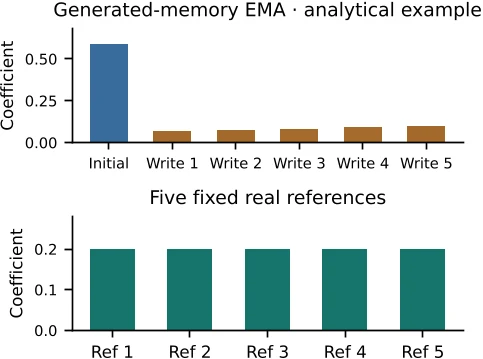 Generated-memory EMA · analytical example
Coefficient
0.50
0.25
0.00
Initial Write 1 Write 2 Write 3 Write 4 Write 5
Five fixed real references
Coefficient
0.2
0.1
0.0
Ref 1 Ref 2 Ref 3 Ref 4 Ref 5